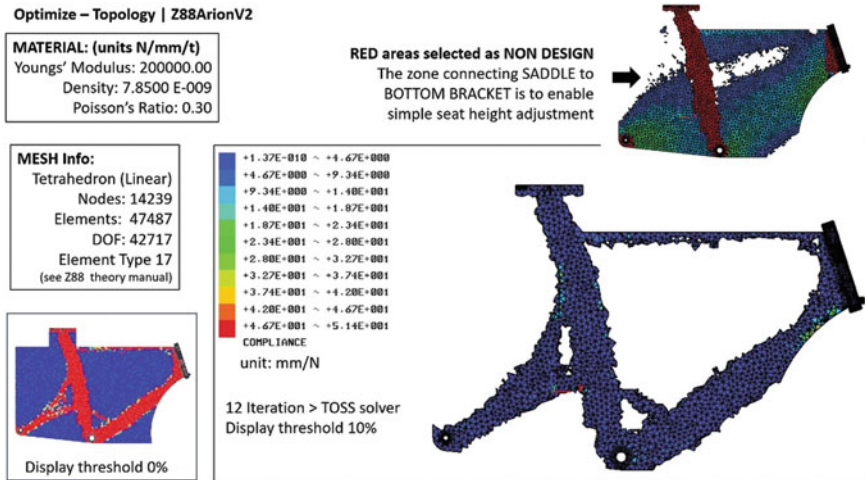 Optimize – Topology | Z88ArionV2
MATERIAL: (units N/mm/t)
Youngs' Modulus: 200000.00
Density: 7.8500 E-009
Poisson's Ratio: 0.30
RED areas selected as NON DESIGN
The zone connecting SADDLE to
BOTTOM BRACKET is to enable
simple seat height adjustment
MESH Info:
Tetrahedron (Linear)
Nodes: 14239
Elements: 47487
DOF: 42717
Element Type 17
(see Z88 theory manual)
+1.37E-010 ~ +4.67E+000
+4.67E+000 ~ +9.34E+000
+9.34E+000 ~ +1.40E+001
+1.40E+001 ~ +1.87E+001
+1.87E+001 ~ +2.34E+001
+2.34E+001 ~ +2.80E+001
+2.80E+001 ~ +3.27E+001
+3.27E+001 ~ +3.74E+001
+3.74E+001 ~ +4.20E+001
+4.20E+001 ~ +4.67E+001
+4.67E+001 ~ +5.14E+001
COMPLIANCE
unit: mm/N
12 Iteration > TOSS solver
Display threshold 10%
Display threshold 0%